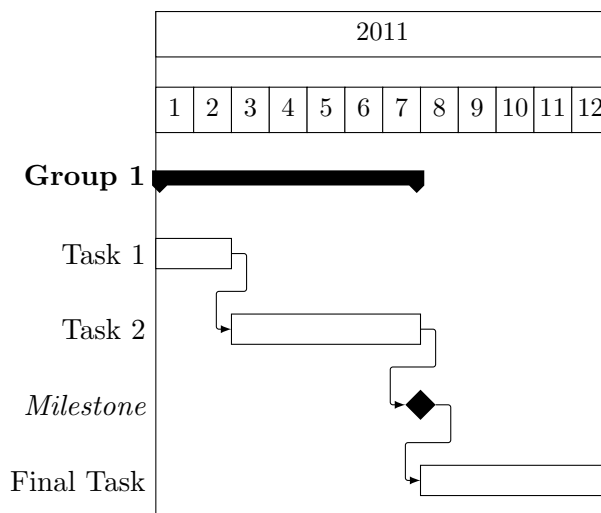 2011
1 2 3 4 5 6 7 8 9 10 11 12
Group 1
Task 1
Task 2
Milestone
Final Task